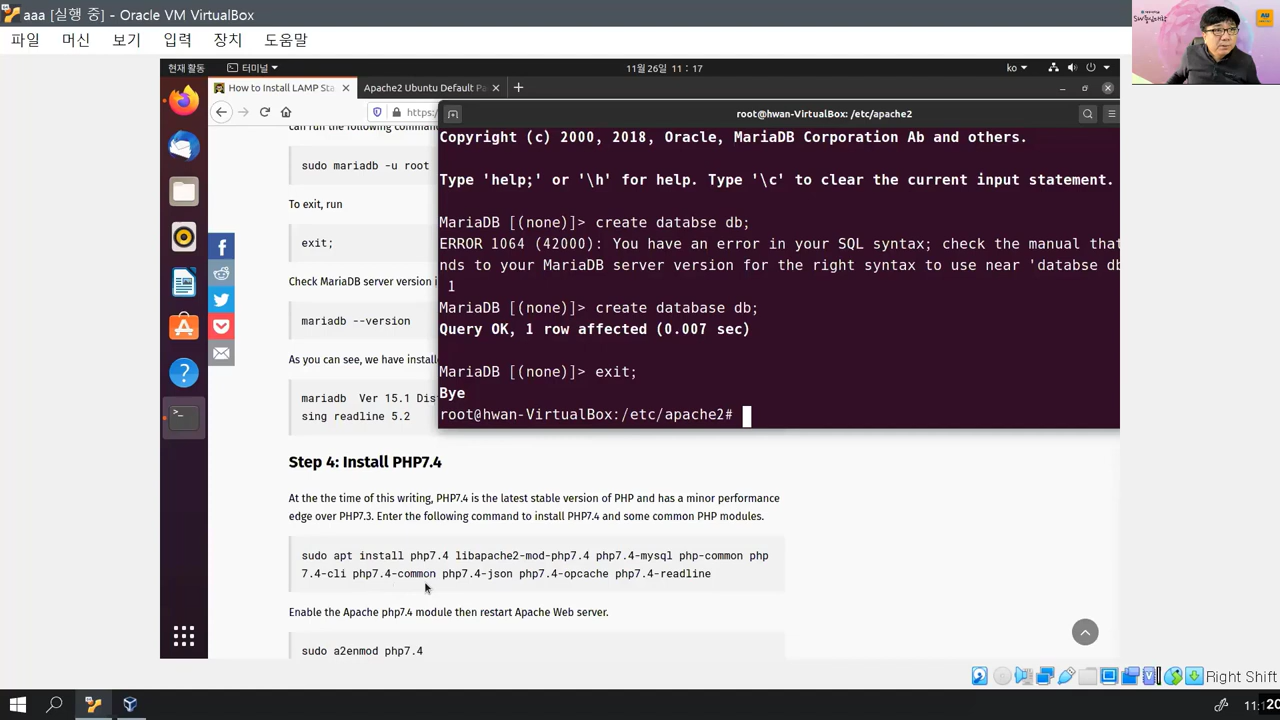 aaa [실행 중] - Oracle VM VirtualBox
파일 머신 보기 입력 장치 도움말
현재 활동 터미널 11월 26일 11 : 17 ko
How to Install LAMP Sta Apache2 Ubuntu Default Pa
https:
can run the following comman
sudo mariadb -u root
To exit, run
exit;
Check MariaDB server version i
mariadb --version
As you can see, we have installe
mariadb Ver 15.1 Dis
sing readline 5.2
root@hwan-VirtualBox: /etc/apache2
Copyright (c) 2000, 2018, Oracle, MariaDB Corporation Ab and others.
Type 'help;' or '\h' for help. Type '\c' to clear the current input statement.
MariaDB [(none)]> create databse db;
ERROR 1064 (42000): You have an error in your SQL syntax; check the manual that
nds to your MariaDB server version for the right syntax to use near 'databse db
1
MariaDB [(none)]> create database db;
Query OK, 1 row affected (0.007 sec)
MariaDB [(none)]> exit;
Bye
root@hwan-VirtualBox:/etc/apache2#
Step 4: Install PHP7.4
At the the time of this writing, PHP7.4 is the latest stable version of PHP and has a minor performance
edge over PHP7.3. Enter the following command to install PHP7.4 and some common PHP modules.
sudo apt install php7.4 libapache2-mod-php7.4 php7.4-mysql php-common php
7.4-cli php7.4-common php7.4-json php7.4-opcache php7.4-readline
Enable the Apache php7.4 module then restart Apache Web server.
sudo a2enmod php7.4
Right Shift